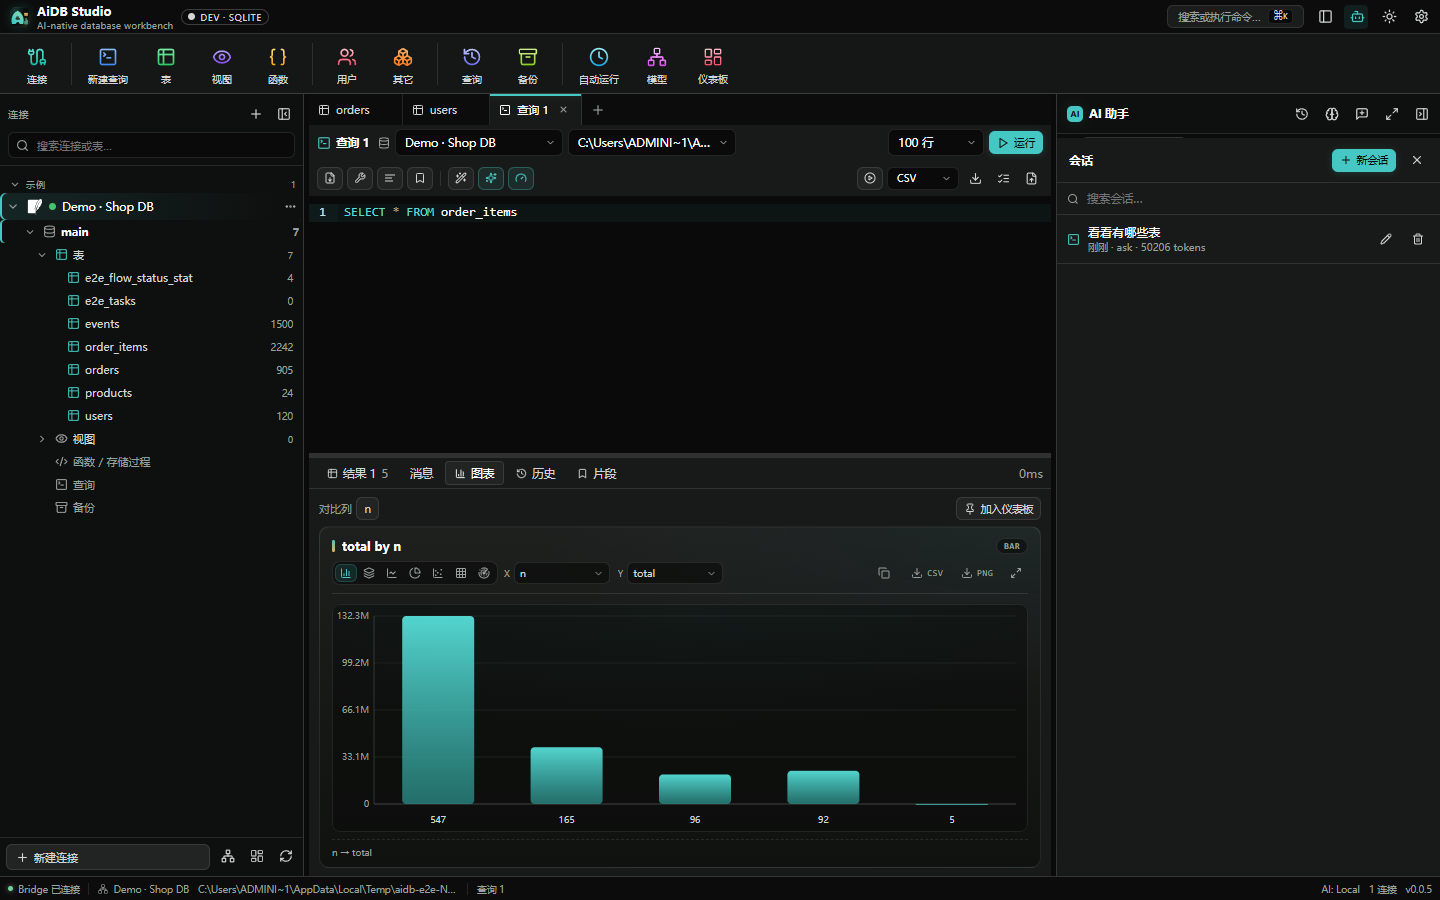 AiDB Studio
AI-native database workbench
DEV · SQLITE
搜索或执行命令...
⌘K
连接
新建查询
表
视图
函数
用户
其它
查询
备份
自动运行
模型
仪表板
连接
搜索连接或表...
示例
1
Demo · Shop DB
main
7
表
7
e2e_flow_status_stat
4
e2e_tasks
0
events
1500
order_items
2242
orders
905
products
24
users
120
视图
0
函数 / 存储过程
查询
备份
新建连接
orders
users
查询 1
查询 1
Demo · Shop DB
C:\Users\ADMINI~1\A...
100 行
运行
CSV
1 SELECT * FROM order_items
结果 1 5
消息
图表
历史
片段
0ms
对比列
n
加入仪表板
total by n
BAR
X
n
Y
total
CSV
PNG
132.3M
99.2M
66.1M
33.1M
0
547
165
96
92
5
n → total
AI
AI 助手
会话
新会话
搜索会话...
看看有哪些表
刚刚 · ask · 50206 tokens
Bridge 已连接
Demo · Shop DB
C:\Users\ADMINI~1\AppData\Local\Temp\aidb-e2e-N...
查询 1
AI: Local
1 连接
v0.0.5